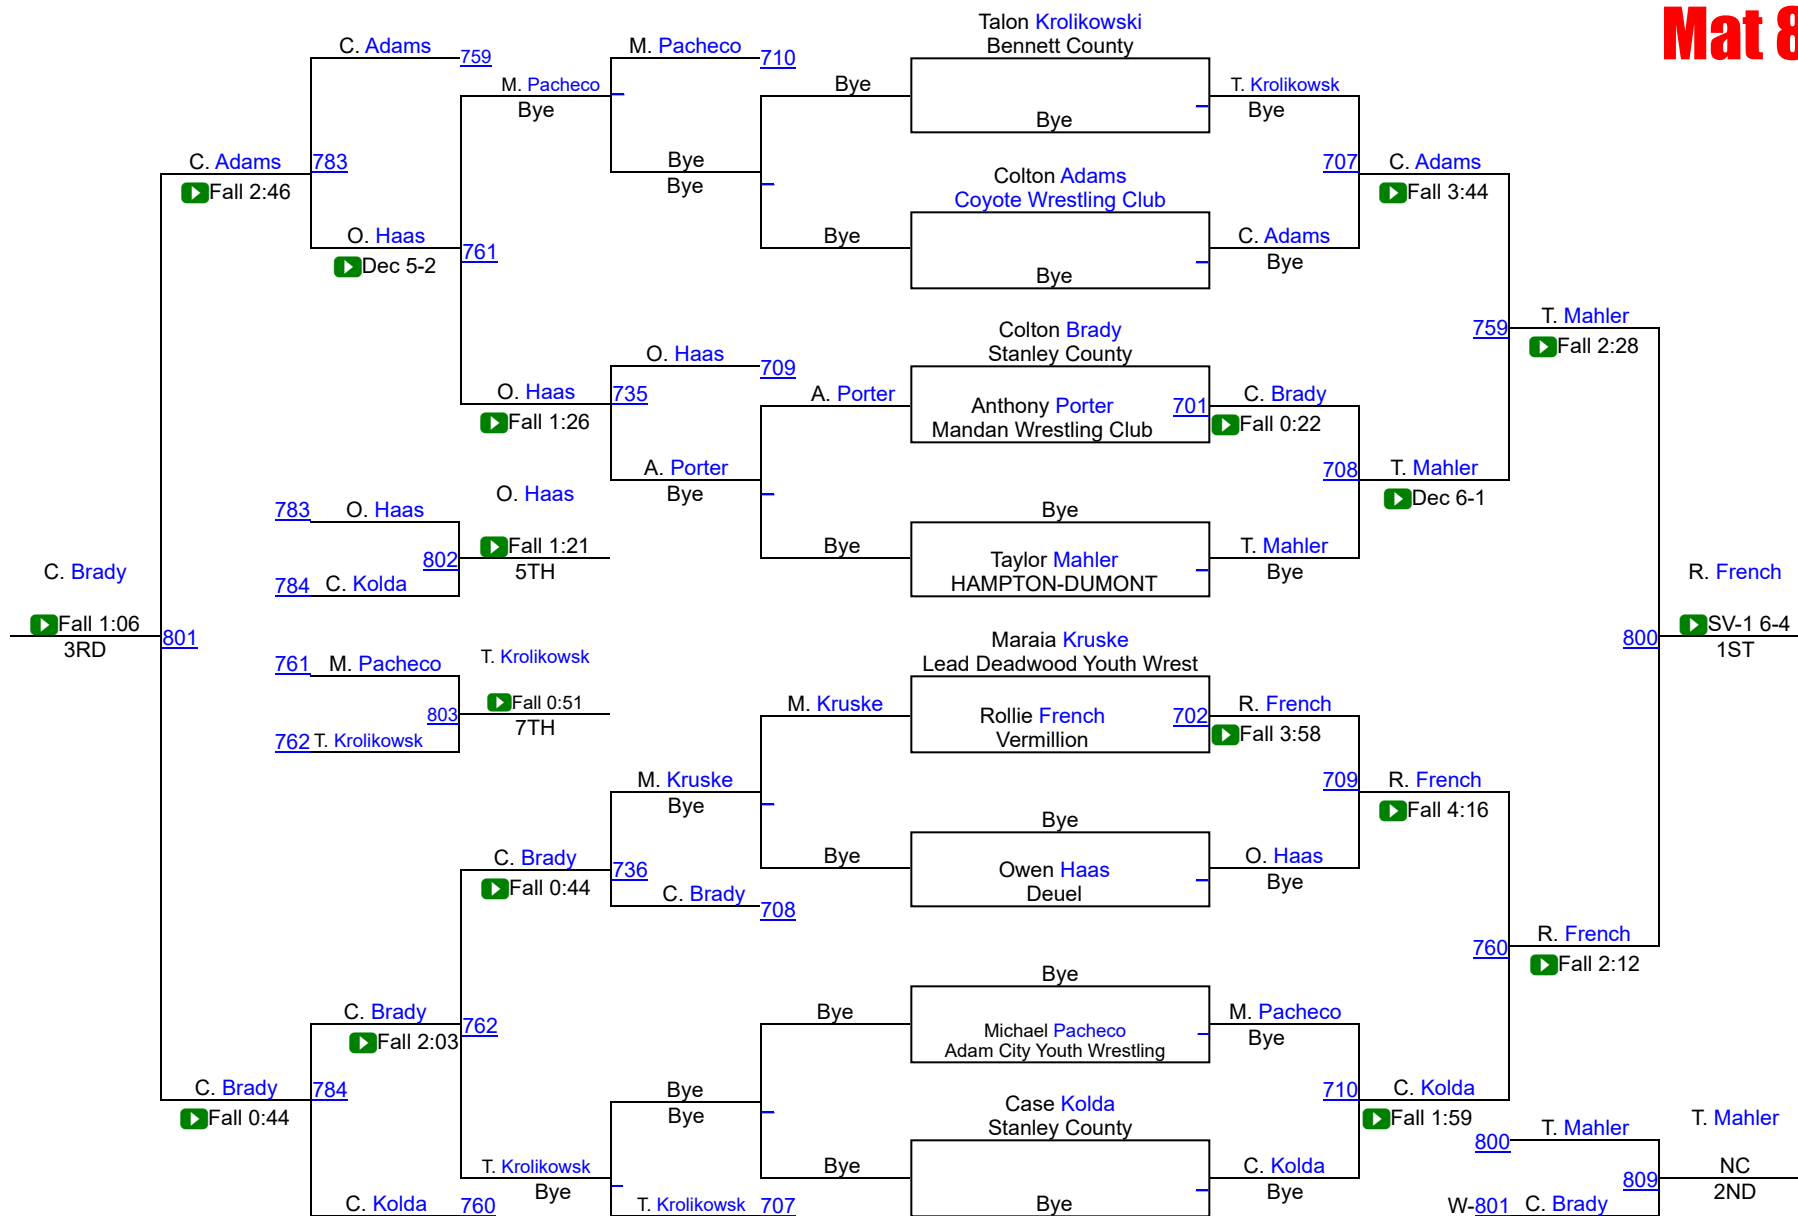 Mat 8
Talon Krolikowski
Bennett County
C. Adams
759
M. Pacheco
710
M. Pacheco
Bye
Bye
Bye
T. Krolikowsk
Bye
C. Adams
783
Fall 2:46
Bye
Bye
Colton Adams
Coyote Wrestling Club
707
C. Adams
Fall 3:44
O. Haas
761
Dec 5-2
Bye
Bye
C. Adams
Bye
Colton Brady
Stanley County
759
T. Mahler
Fall 2:28
O. Haas
709
O. Haas
735
Fall 1:26
A. Porter
Anthony Porter
Mandan Wrestling Club
701
C. Brady
Fall 0:22
A. Porter
Bye
708
T. Mahler
Dec 6-1
783
O. Haas
O. Haas
Fall 1:21
5TH
802
784
C. Kolda
Bye
Bye
Taylor Mahler
HAMPTON-DUMONT
T. Mahler
Bye
C. Brady
Fall 1:06
3RD
801
R. French
SV-1 6-4
1ST
800
Maraia Kruske
Lead Deadwood Youth Wrest
761
M. Pacheco
T. Krolikowsk
Fall 0:51
7TH
803
762
T. Krolikowsk
M. Kruske
Rollie French
Vermillion
702
R. French
Fall 3:58
M. Kruske
Bye
709
R. French
Fall 4:16
Bye
C. Brady
736
Fall 0:44
Bye
Owen Haas
Deuel
O. Haas
Bye
C. Brady
708
760
R. French
Fall 2:12
Bye
C. Brady
762
Fall 2:03
Bye
Michael Pacheco
Adam City Youth Wrestling
M. Pacheco
Bye
C. Brady
784
Fall 0:44
Bye
Bye
Case Kolda
Stanley County
710
C. Kolda
Fall 1:59
T. Mahler
800
T. Mahler
NC
2ND
809
T. Krolikowsk
Bye
Bye
Bye
C. Kolda
Bye
C. Kolda
760
T. Krolikowsk
707
W-801
C. Brady